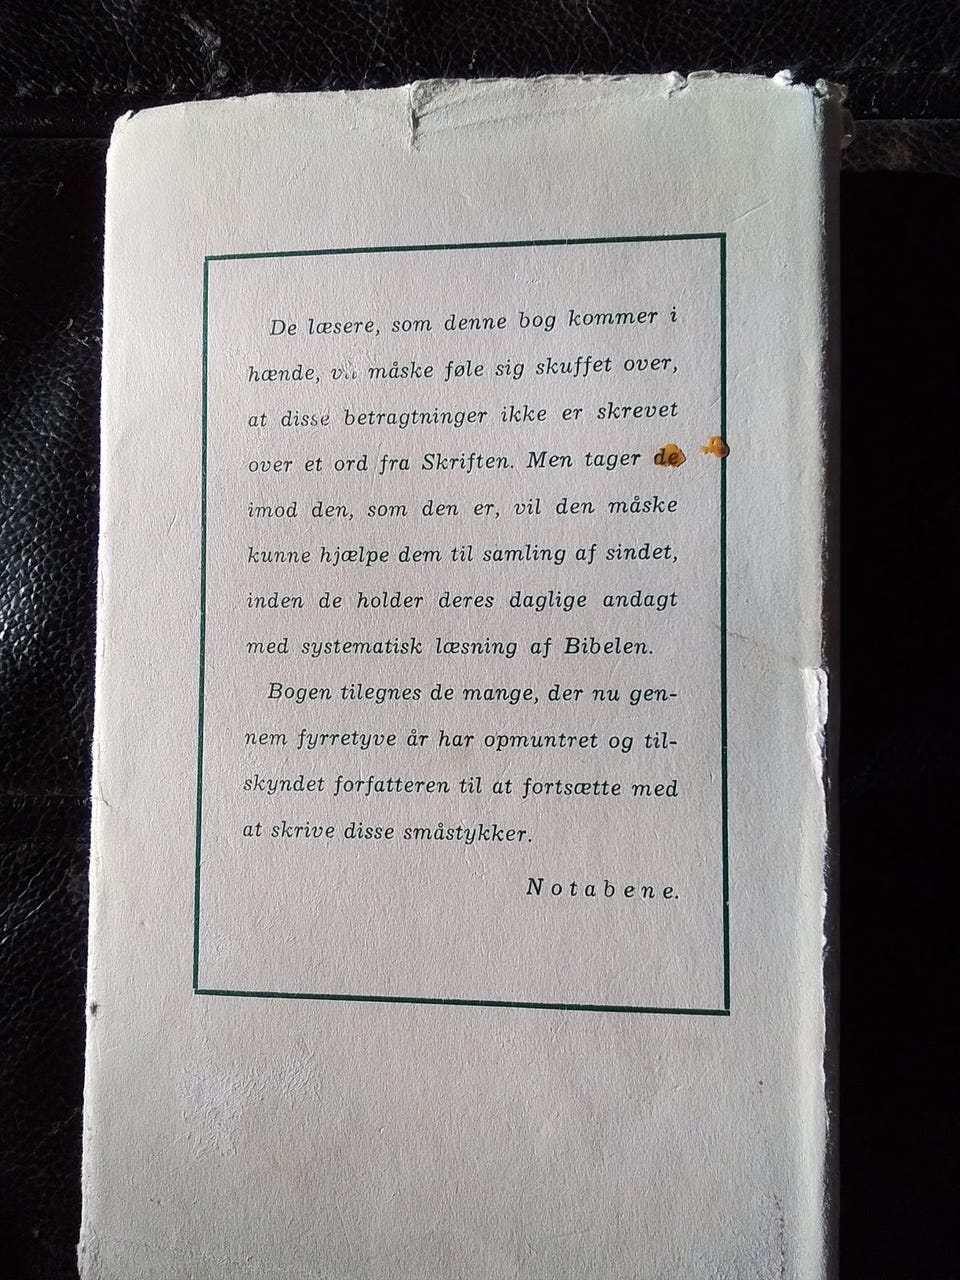 De læsere, som denne bog kommer i
hænde, vil måske føle sig skuffet over,
at disse betragtninger ikke er skrevet
over et ord fra Skriften. Men tager de
imod den, som den er, vil den måske
kunne hjælpe dem til samling af sindet,
inden de holder deres daglige andagt
med systematisk læsning af Bibelen.
Bogen tilegnes de mange, der nu gen-
nem fyrretyve år har opmuntret og til-
skyndet forfatteren til at fortsætte med
at skrive disse småstykker.
Notabene.